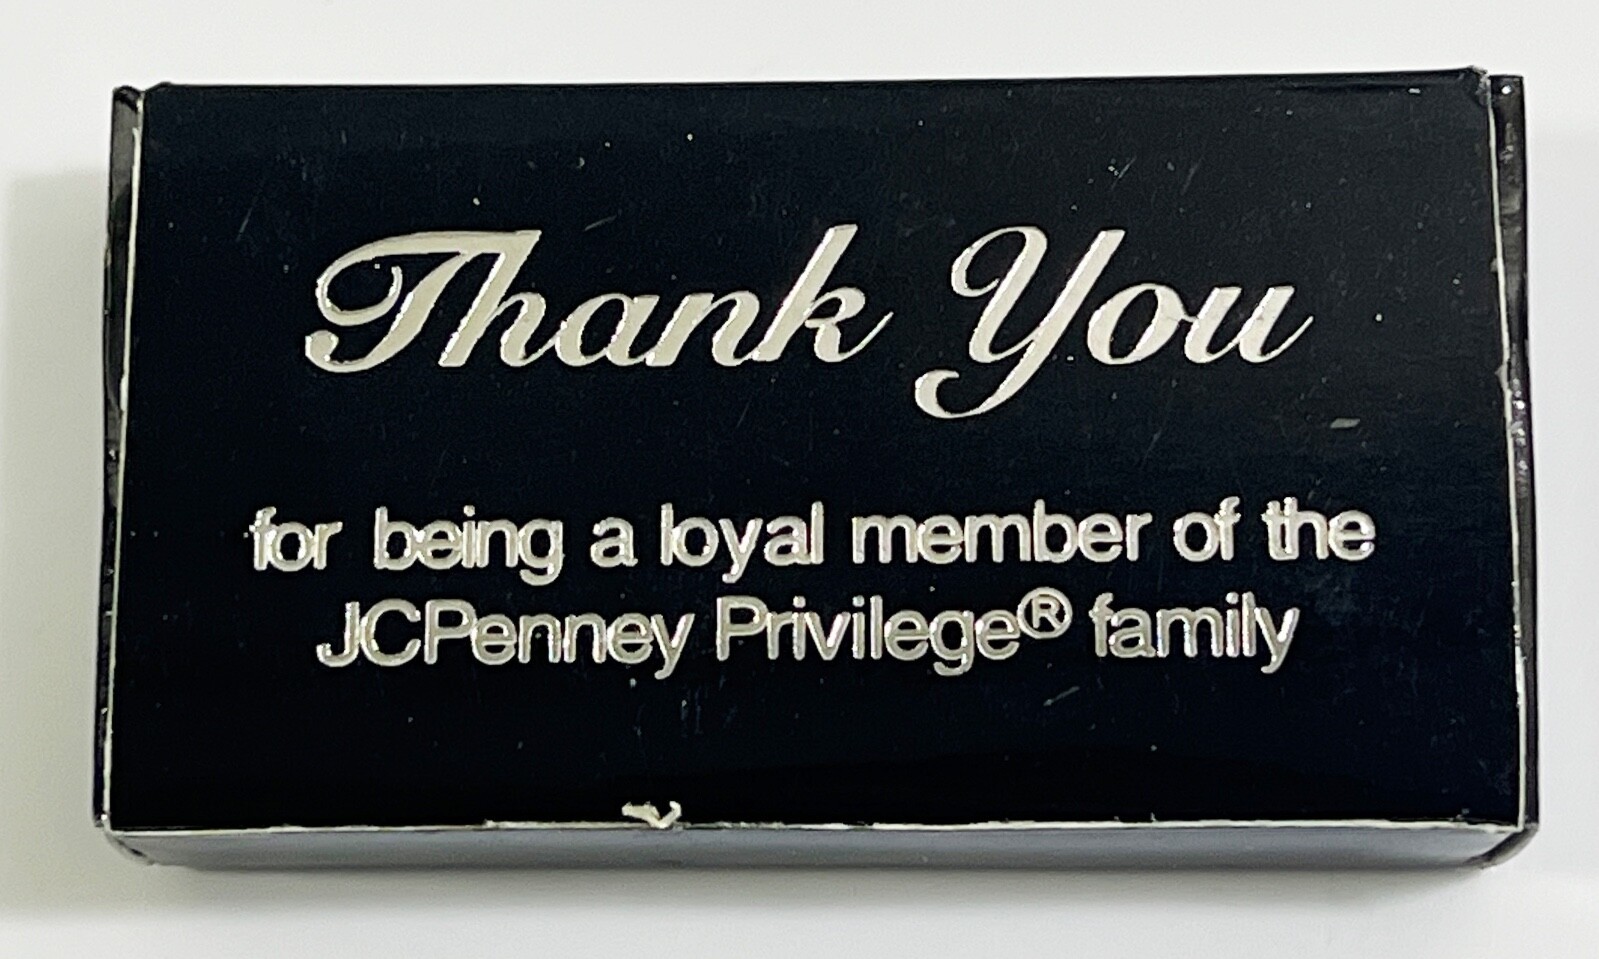 Thank You
for being a loyal member of the
JCPenney Privilege® family